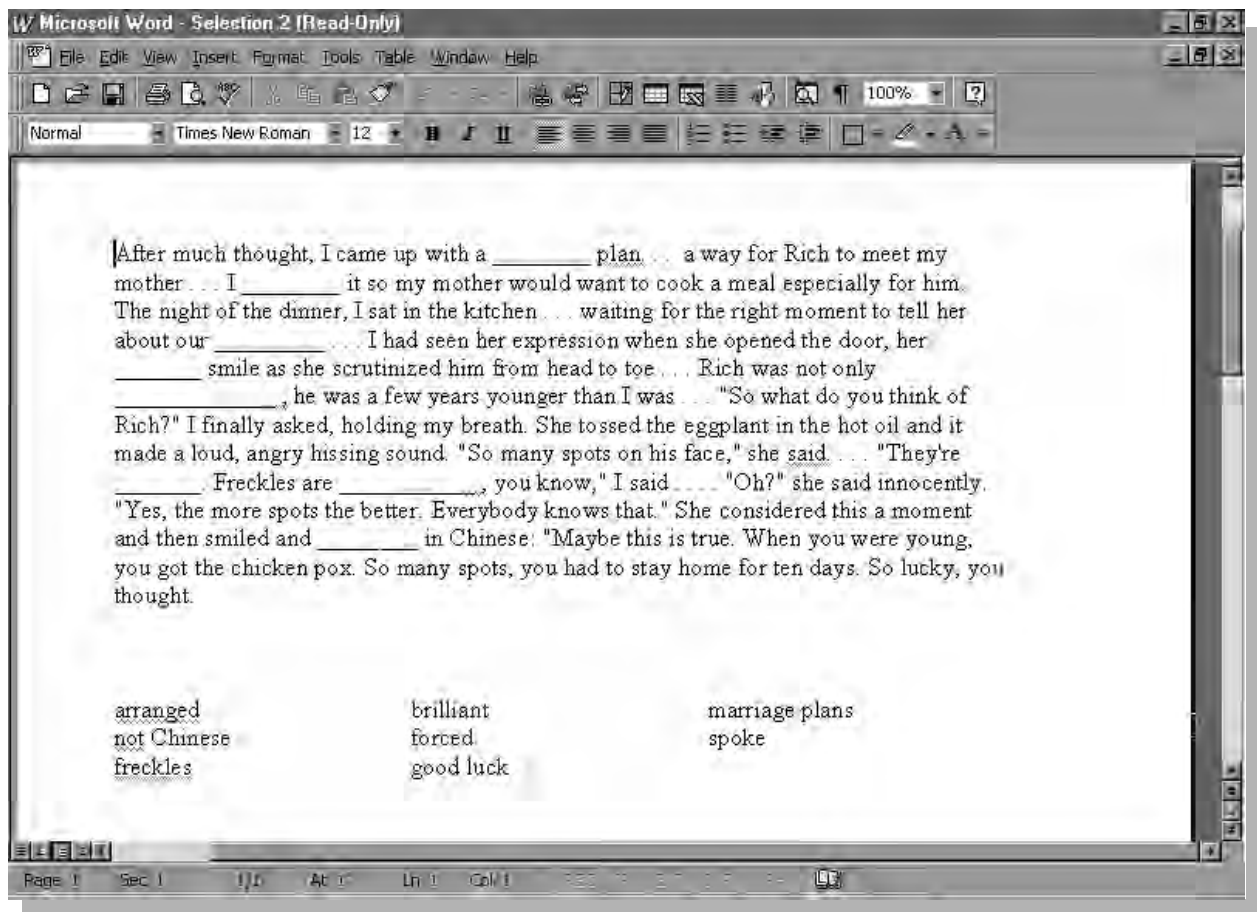 Microsoft Word - Selection 2 (Read-Only)
File Edit View Insert Format Tools Table Window Help
100%
Normal Times New Roman 12 B I U
After much thought, I came up with a _________ plan . . . a way for Rich to meet my
mother . . . I _________ it so my mother would want to cook a meal especially for him.
The night of the dinner, I sat in the kitchen . . . waiting for the right moment to tell her
about our __________ . . . I had seen her expression when she opened the door, her
________ smile as she scrutinized him from head to toe . . . Rich was not only
_______________, he was a few years younger than I was . . . "So what do you think of
Rich?" I finally asked, holding my breath. She tossed the eggplant in the hot oil and it
made a loud, angry hissing sound. "So many spots on his face," she said. . . . "They're
________. Freckles are _____________, you know," I said . . . . "Oh?" she said innocently.
"Yes, the more spots the better. Everybody knows that." She considered this a moment
and then smiled and _________ in Chinese: "Maybe this is true. When you were young,
you got the chicken pox. So many spots, you had to stay home for ten days. So lucky, you
thought.
arranged brilliant marriage plans
not Chinese forced spoke
freckles good luck
Page 1 Sec 1 1/1 At Ln 1 Col 1